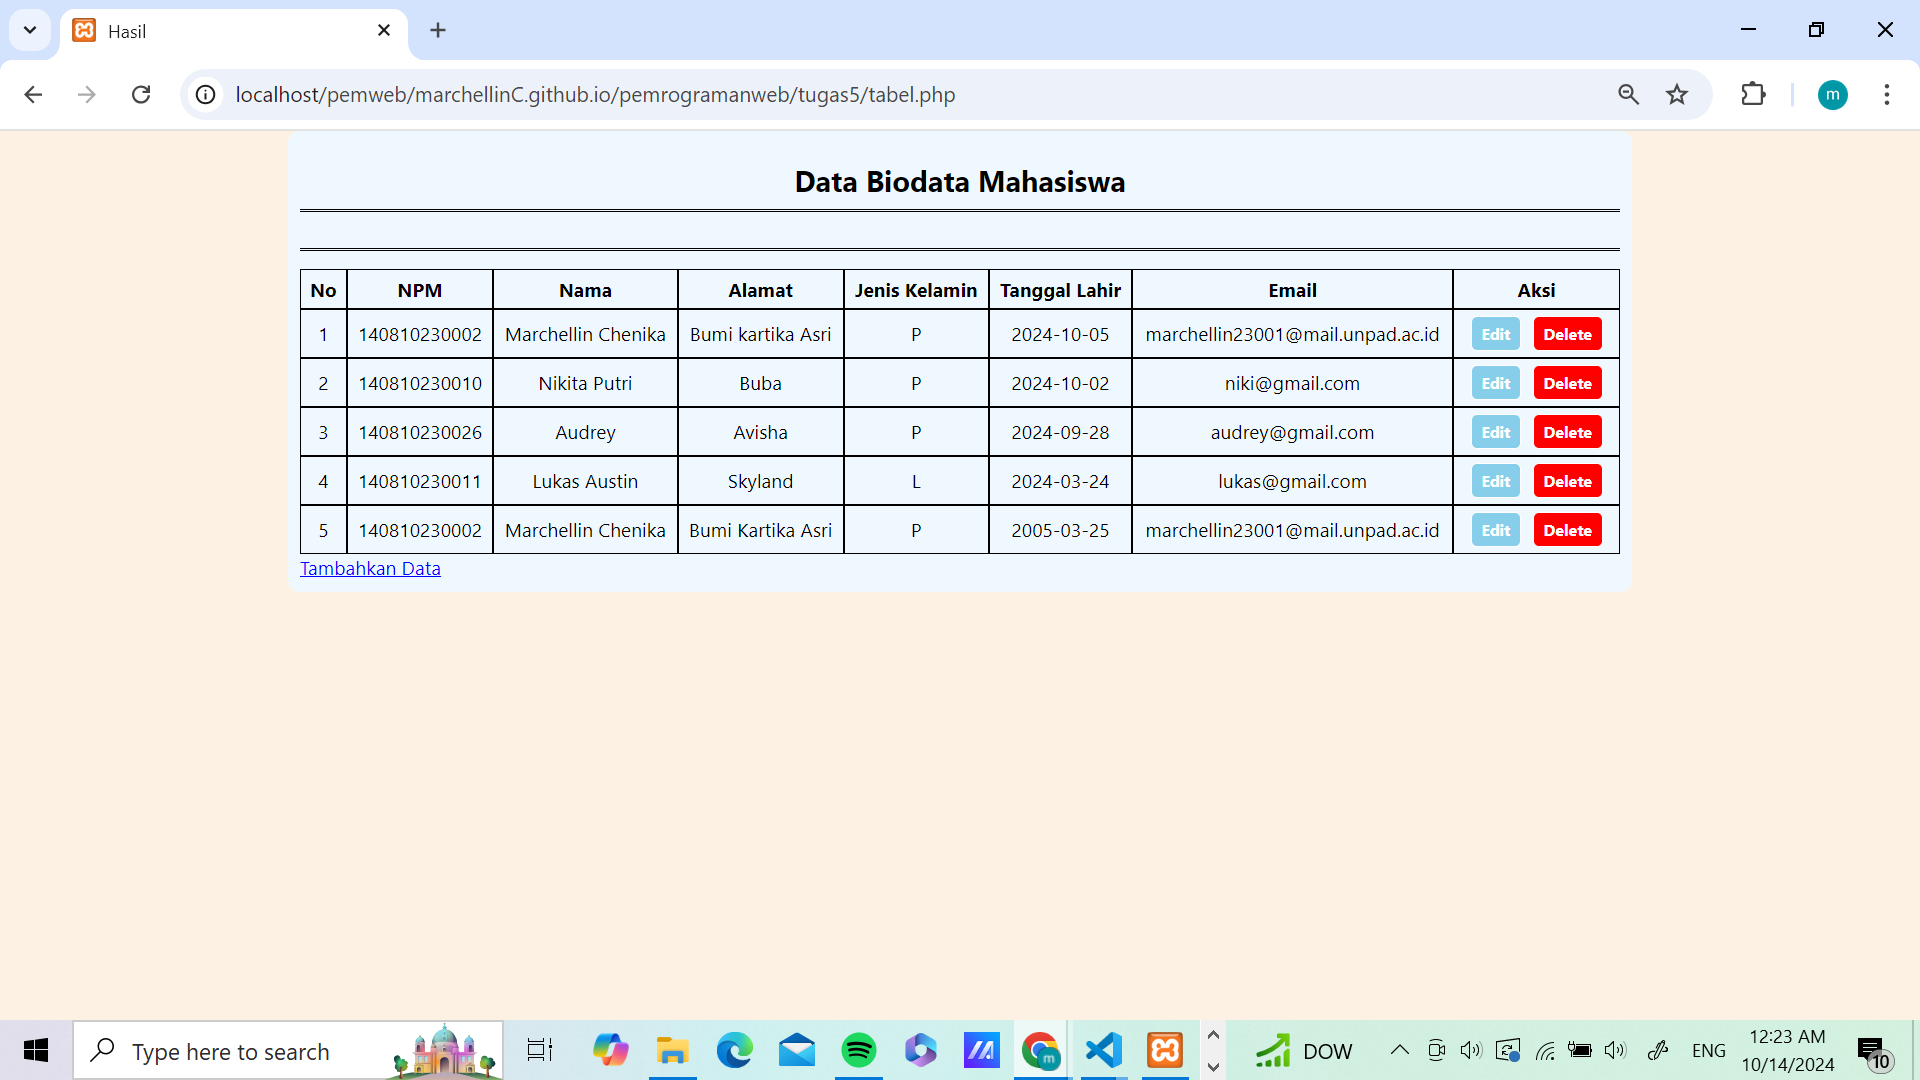 Hasil
localhost/pemweb/marchellinC.github.io/pemrogramanweb/tugas5/tabel.php
m
Data Biodata Mahasiswa
No NPM Nama Alamat Jenis Kelamin Tanggal Lahir Email Aksi
1 140810230002 Marchellin Chenika Bumi kartika Asri P 2024-10-05 marchellin23001@mail.unpad.ac.id Edit Delete
2 140810230010 Nikita Putri Buba P 2024-10-02 niki@gmail.com Edit Delete
3 140810230026 Audrey Avisha P 2024-09-28 audrey@gmail.com Edit Delete
4 140810230011 Lukas Austin Skyland L 2024-03-24 lukas@gmail.com Edit Delete
5 140810230002 Marchellin Chenika Bumi Kartika Asri P 2005-03-25 marchellin23001@mail.unpad.ac.id Edit Delete
Tambahkan Data
Type here to search
m
DOW
ENG
12:23 AM
10/14/2024
10